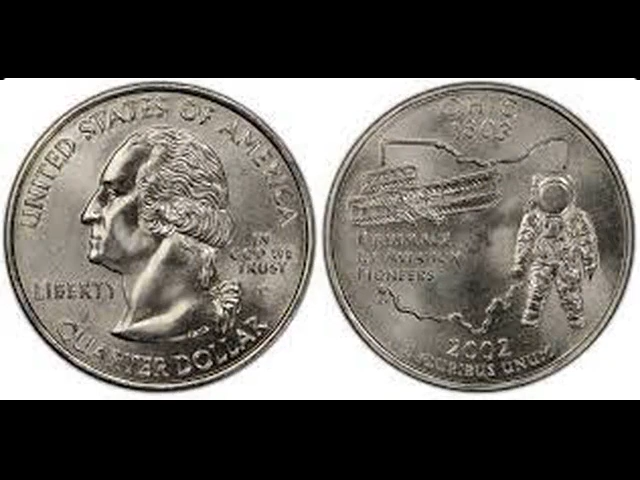 UNITED STATES OF AMERICA
LIBERTY
IN
GOD WE
TRUST
QUARTER DOLLAR
OHIO
1803
BIRTHPLACE
OF AVIATION
PIONEERS
2002
E PLURIBUS UNUM